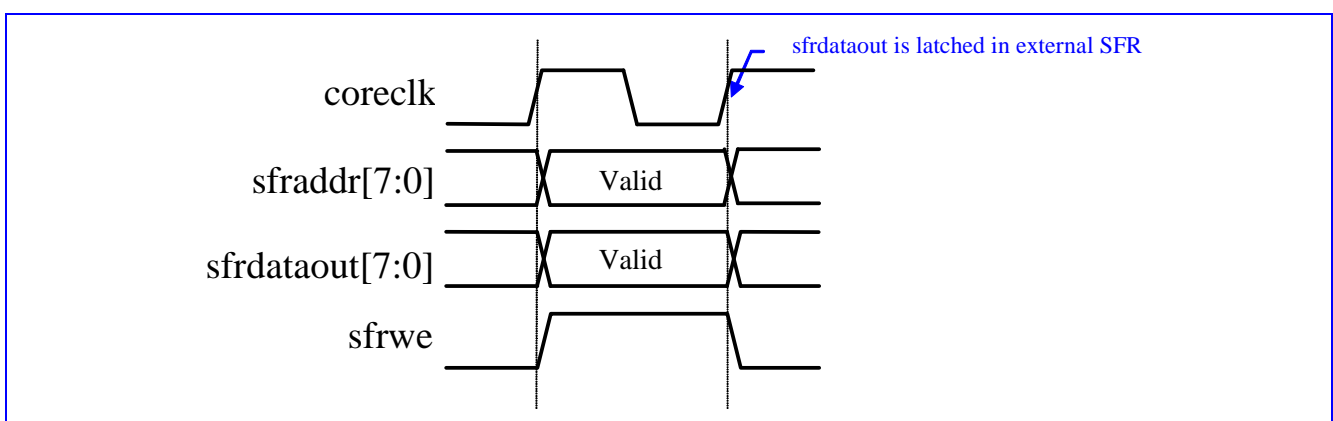 sfrdataout is latched in external SFR
coreclk
sfraddr[7:0]
Valid
sfrdataout[7:0]
Valid
sfrwe